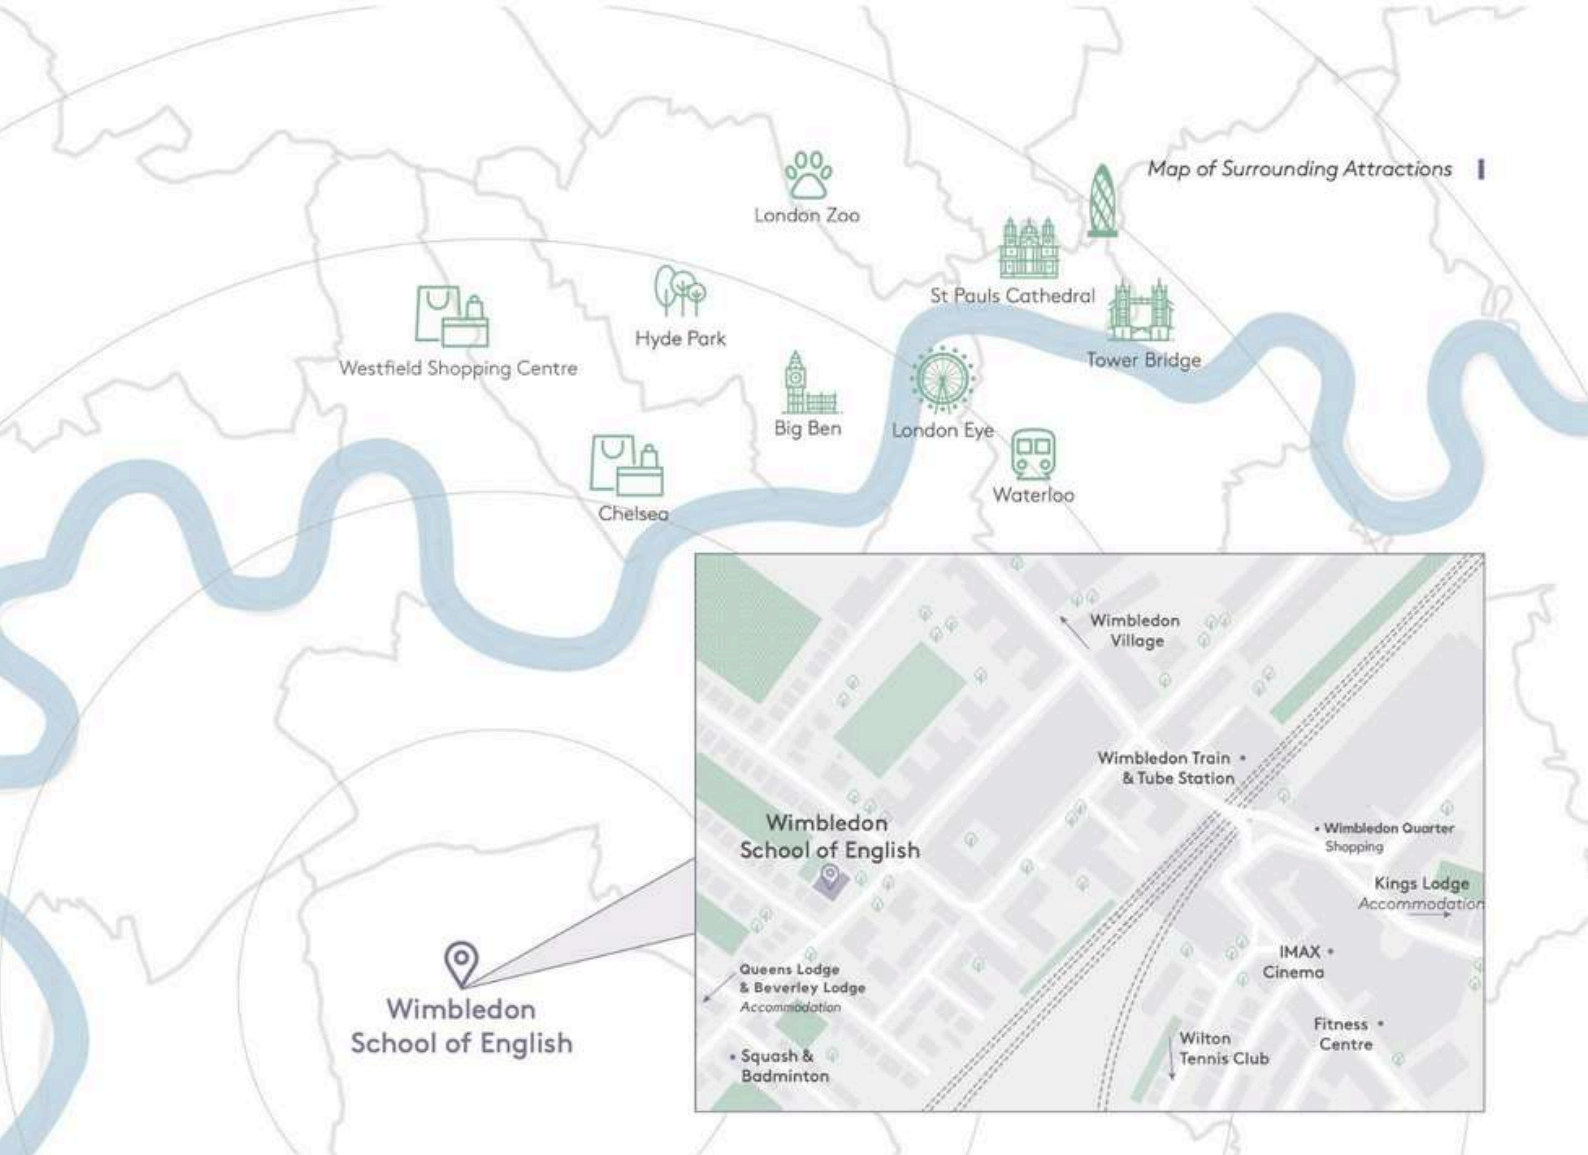 Map of Surrounding Attractions
London Zoo
St Pauls Cathedral
Hyde Park
Tower Bridge
Westfield Shopping Centre
Big Ben
London Eye
Chelsea
Waterloo
Wimbledon
School of English
Wimbledon
Village
Wimbledon Train
& Tube Station
Wimbledon
School of English
Wimbledon Quarter
Shopping
Kings Lodge
Accommodation
IMAX
Cinema
Queens Lodge
& Beverley Lodge
Accommodation
Fitness
Centre
Wilton
Tennis Club
Squash &
Badminton